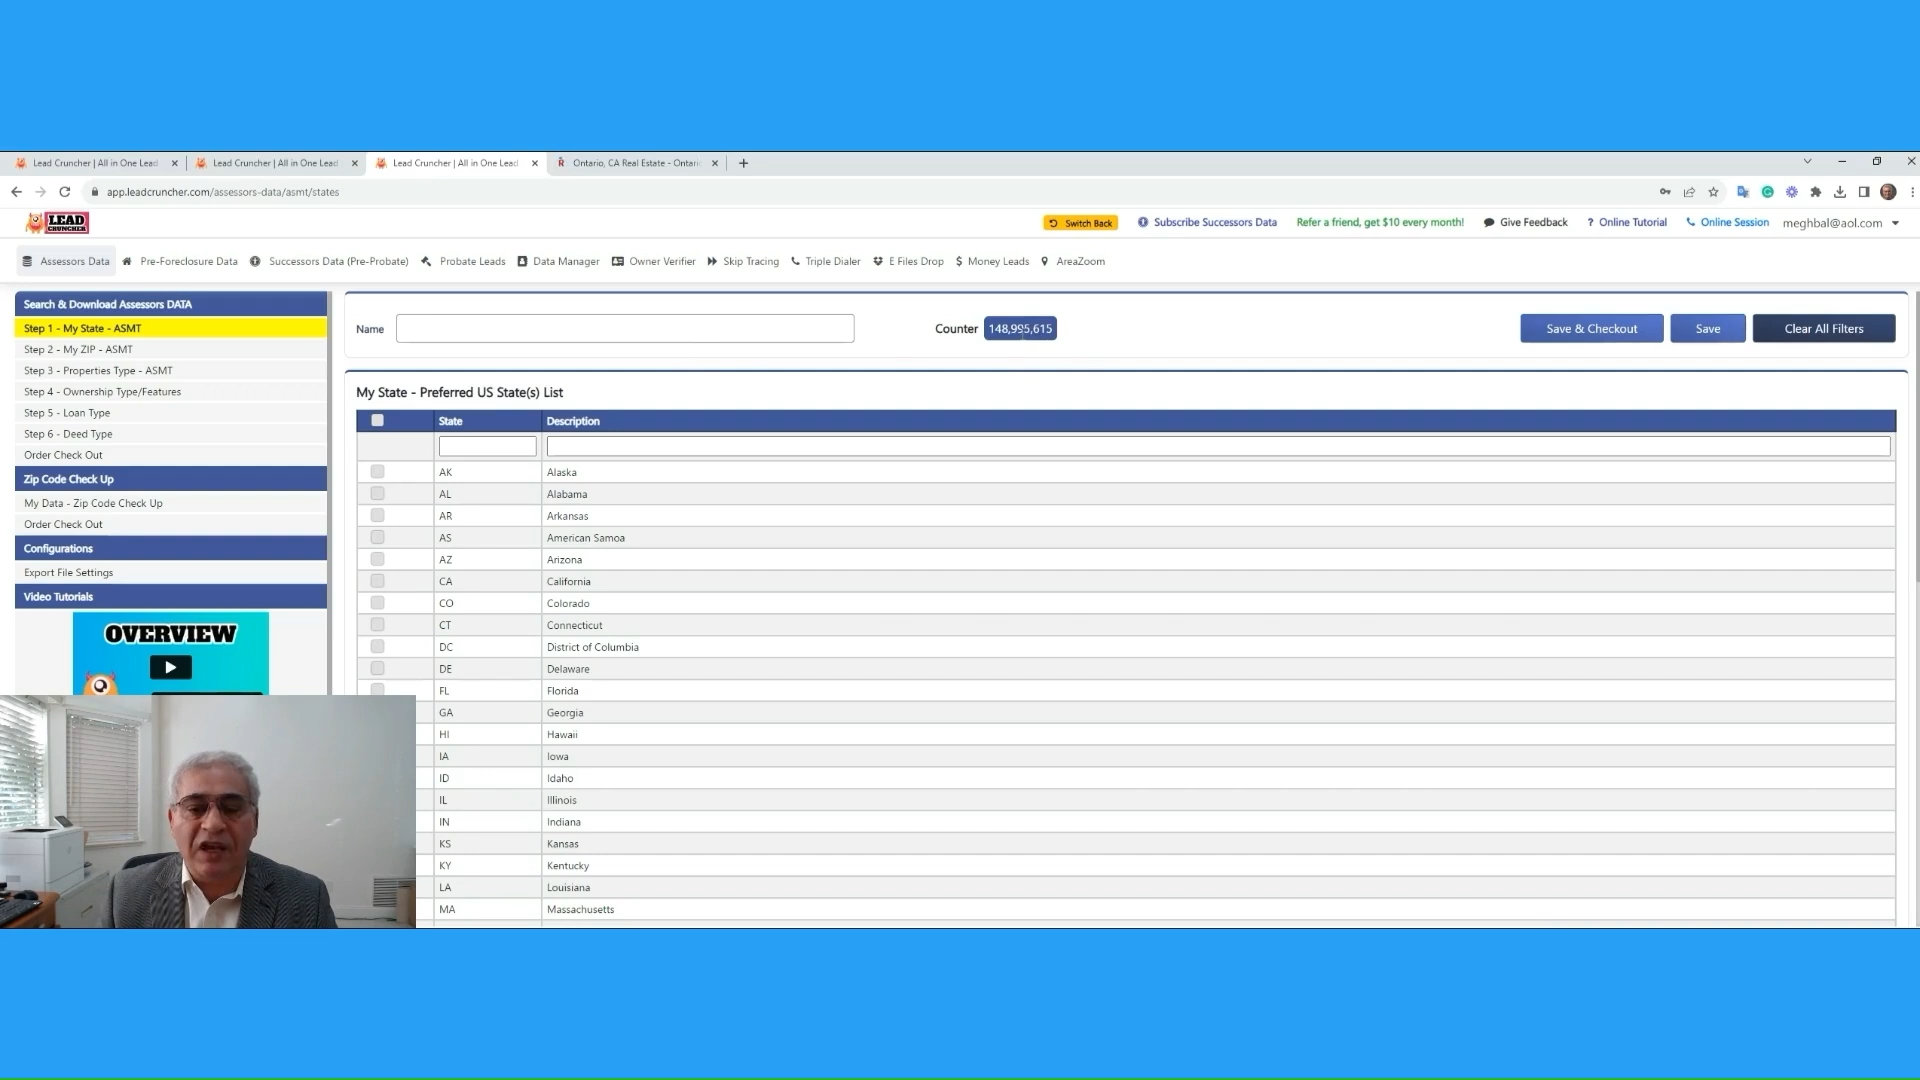 Lead Cruncher | All in One Lead
Lead Cruncher | All in One Lead
Lead Cruncher | All in One Lead
Ontario, CA Real Estate - Ontari
app.leadcruncher.com/assessors-data/asmt/states
LEAD
CRUNCHER
Switch Back
Subscribe Successors Data
Refer a friend, get $10 every month!
Give Feedback
? Online Tutorial
Online Session
meghbal@aol.com
Assessors Data
Pre-Foreclosure Data
Successors Data (Pre-Probate)
Probate Leads
Data Manager
Owner Verifier
Skip Tracing
Triple Dialer
E Files Drop
$ Money Leads
AreaZoom
Search & Download Assessors DATA
Step 1 - My State - ASMT
Step 2 - My ZIP - ASMT
Step 3 - Properties Type - ASMT
Step 4 - Ownership Type/Features
Step 5 - Loan Type
Step 6 - Deed Type
Order Check Out
Zip Code Check Up
My Data - Zip Code Check Up
Order Check Out
Configurations
Export File Settings
Video Tutorials
OVERVIEW
Name
Counter 148,995,615
Save & Checkout
Save
Clear All Filters
My State - Preferred US State(s) List
State Description
AK Alaska
AL Alabama
AR Arkansas
AS American Samoa
AZ Arizona
CA California
CO Colorado
CT Connecticut
DC District of Columbia
DE Delaware
FL Florida
GA Georgia
HI Hawaii
IA Iowa
ID Idaho
IL Illinois
IN Indiana
KS Kansas
KY Kentucky
LA Louisiana
MA Massachusetts